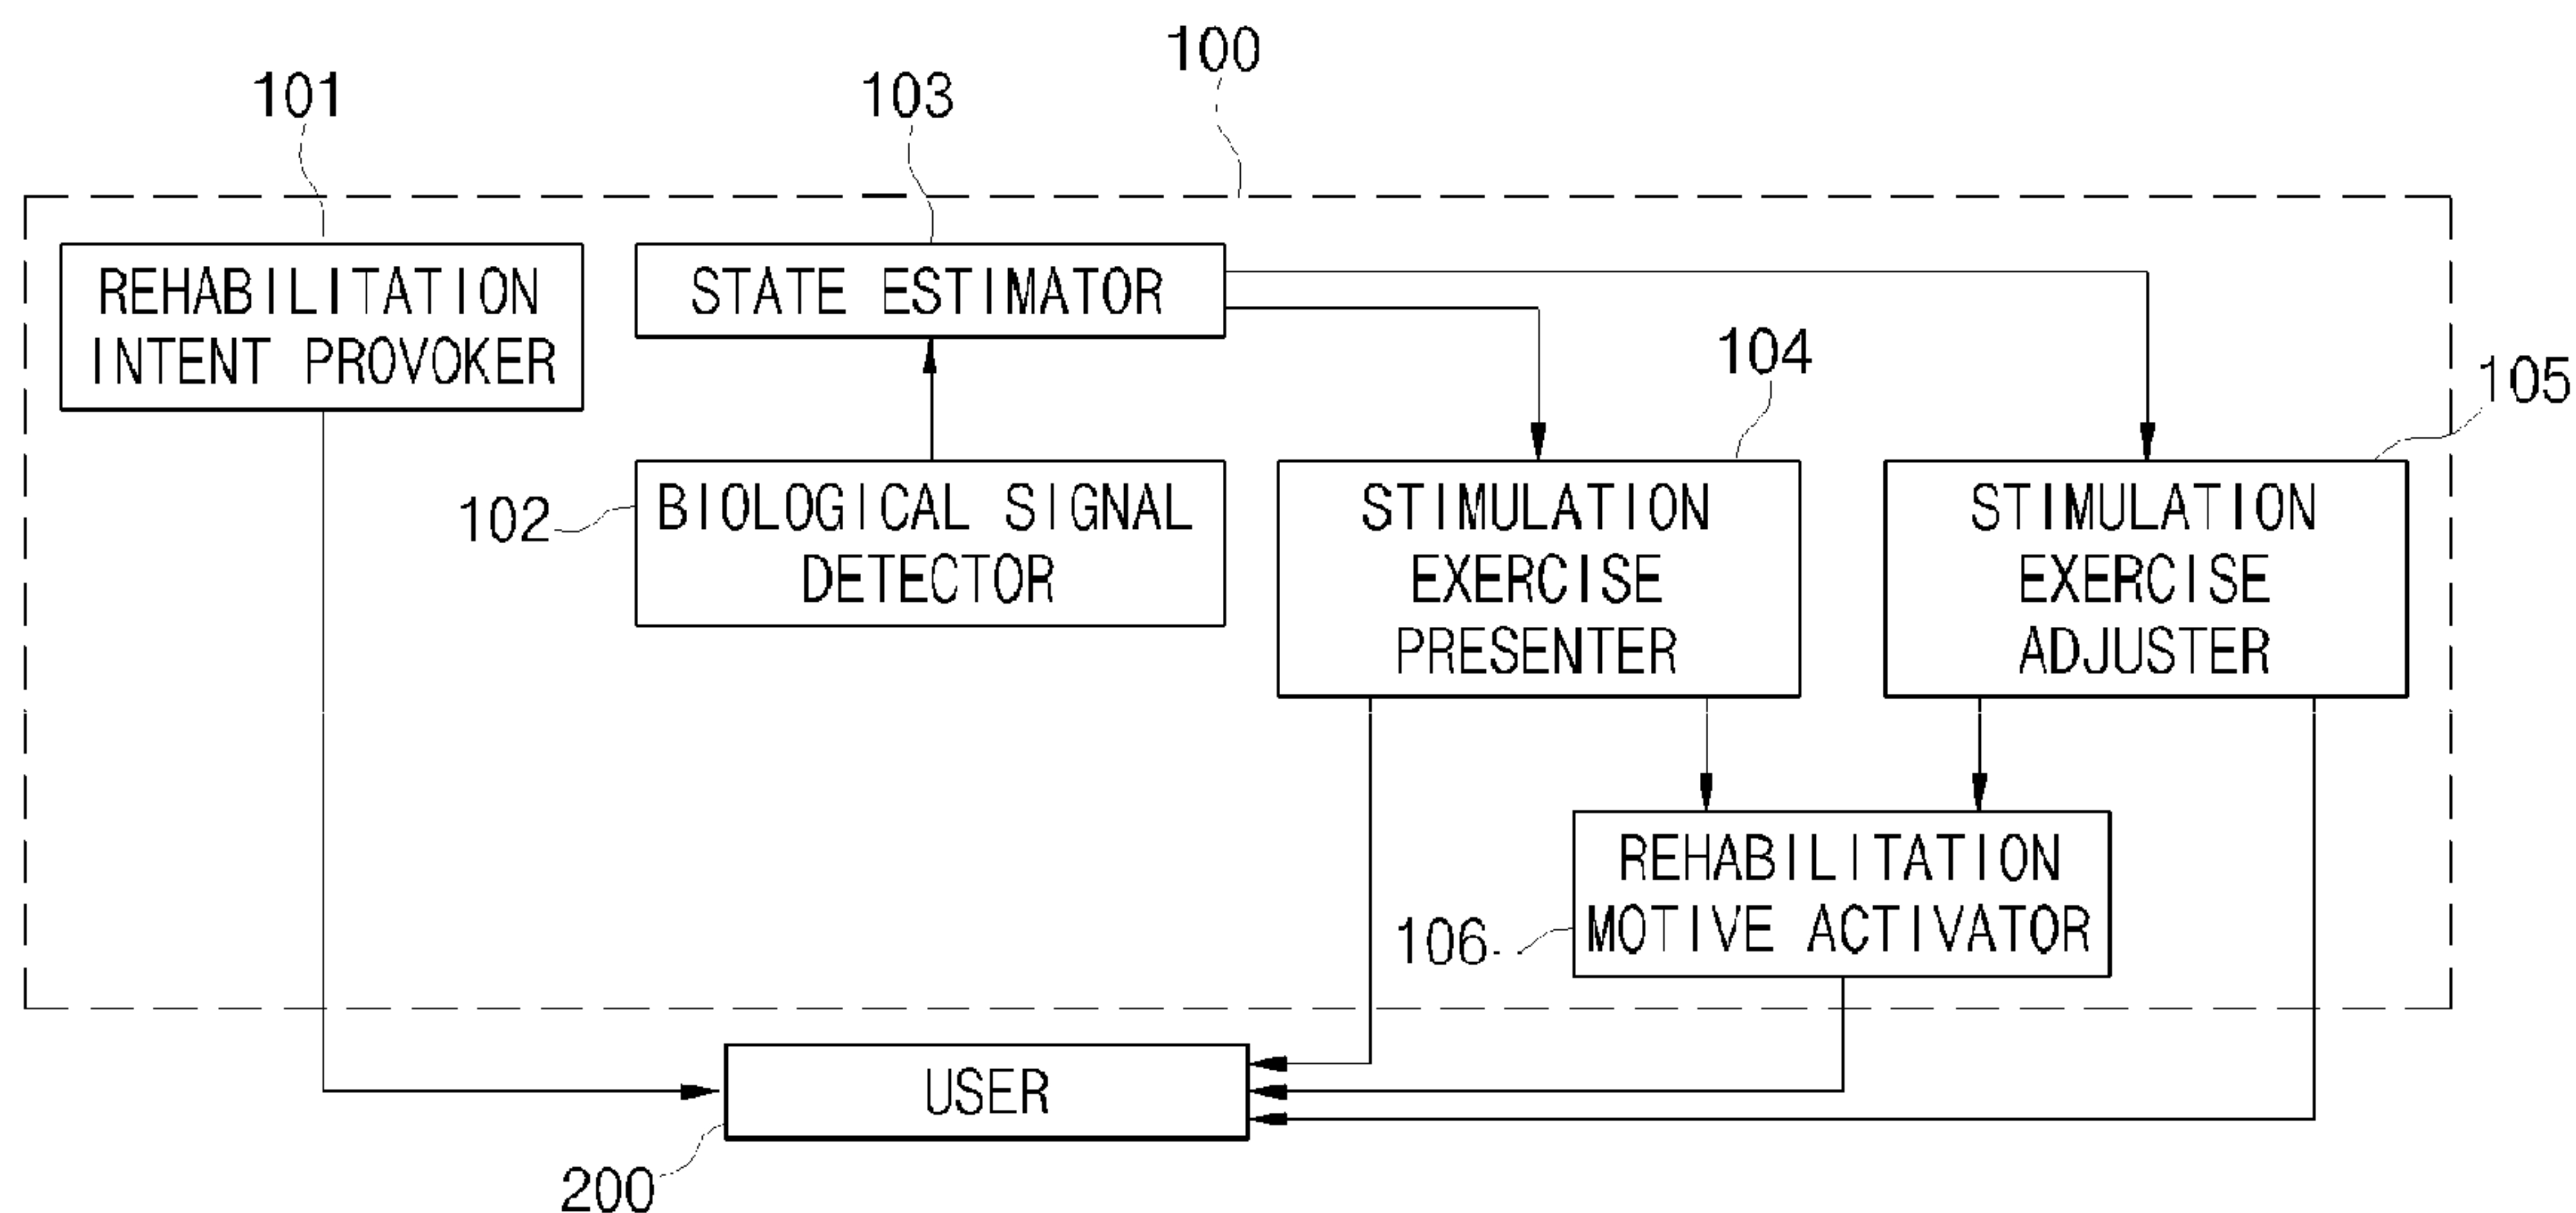 100
101
103
REHABILITATION
INTENT PROVOKER
STATE ESTIMATOR
104
105
102
BIOLOGICAL SIGNAL
DETECTOR
STIMULATION
EXERCISE
PRESENTER
STIMULATION
EXERCISE
ADJUSTER
106
REHABILITATION
MOTIVE ACTIVATOR
USER
200